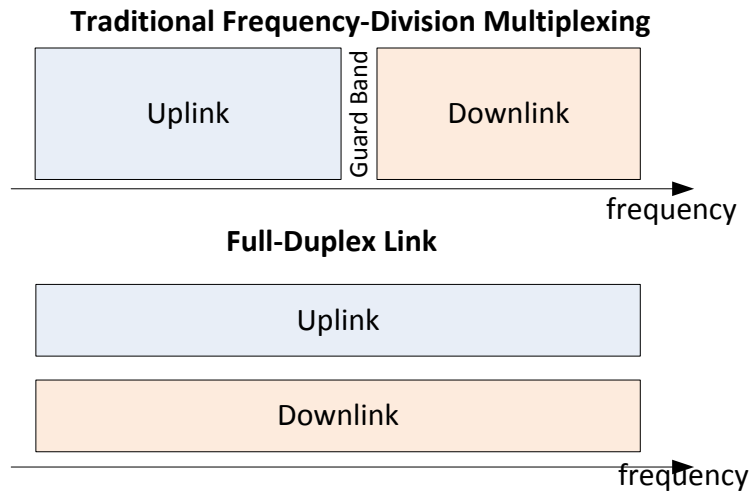 Traditional Frequency-Division Multiplexing
Uplink
Guard Band
Downlink
frequency
Full-Duplex Link
Uplink
Downlink
frequency